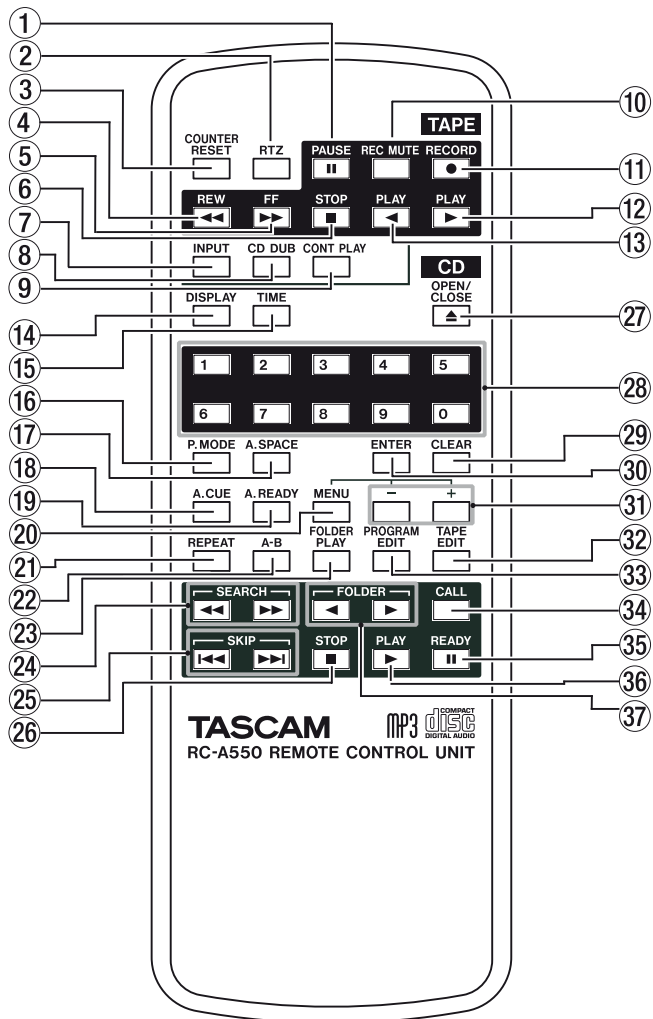 1
2
3
4
5
6
7
8
9
10
11
12
13
14
15
16
17
18
19
20
21
22
23
24
25
26
27
28
29
30
31
32
33
34
35
36
37
TAPE
COUNTER
RESET
RTZ
PAUSE
REC MUTE
RECORD
REW
FF
STOP
PLAY
PLAY
INPUT
CD DUB
CONT PLAY
CD
OPEN/
CLOSE
DISPLAY
TIME
1 2 3 4 5
6 7 8 9 0
P.MODE
A.SPACE
ENTER
CLEAR
A.CUE
A.READY
MENU
− +
REPEAT
A-B
FOLDER
PLAY
PROGRAM
EDIT
TAPE
EDIT
SEARCH
FOLDER
CALL
SKIP
STOP
PLAY
READY
TASCAM
MP3
COMPACT
disc
DIGITAL AUDIO
RC-A550 REMOTE CONTROL UNIT